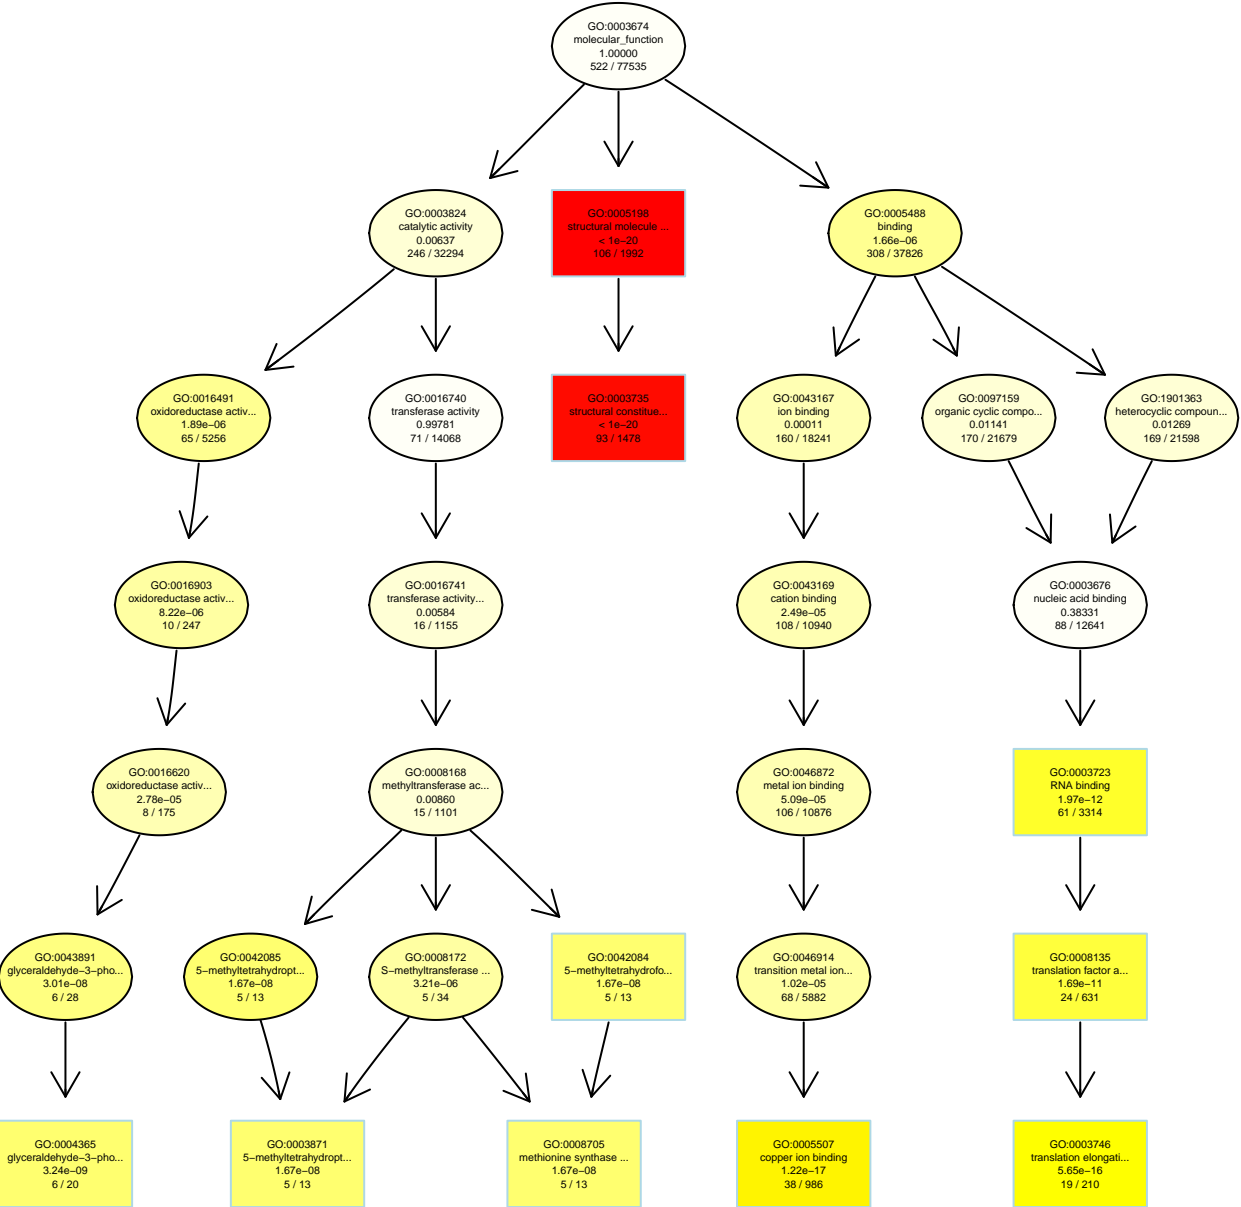 GO:0003674
molecular_function
1.00000
522 / 77535
GO:0003824
catalytic activity
0.00637
246 / 32294
GO:0005198
structural molecule ...
< 1e−20
108 / 1992
GO:0005488
binding
1.66e−06
308 / 37826
GO:0016491
oxidoreductase activ...
1.89e−06
65 / 5256
GO:0016740
transferase activity
0.99781
71 / 14068
GO:0003735
structural constitue...
< 1e−20
93 / 1478
GO:0043167
ion binding
0.00011
160 / 18241
GO:0097159
organic cyclic compo...
0.01141
170 / 21679
GO:1901363
heterocyclic compoun...
0.01269
169 / 21598
GO:0016903
oxidoreductase activ...
8.22e−06
10 / 247
GO:0016741
transferase activity...
0.00584
16 / 1155
GO:0043169
cation binding
2.49e−05
108 / 10940
GO:0003676
nucleic acid binding
0.38331
88 / 12641
GO:0016620
oxidoreductase activ...
2.78e−05
8 / 175
GO:0008168
methyltransferase ac...
0.00860
15 / 1101
GO:0046872
metal ion binding
5.09e−05
106 / 10876
GO:0003723
RNA binding
1.97e−12
61 / 3314
GO:0043891
glyceraldehyde−3−pho...
3.01e−08
6 / 28
GO:0042085
5−methyltetrahydropt...
1.67e−08
5 / 13
GO:0008172
S−methyltransferase ...
3.21e−06
5 / 34
GO:0042084
5−methyltetrahydrofo...
1.67e−08
5 / 13
GO:0046914
transition metal ion...
1.02e−05
68 / 5882
GO:0008135
translation factor a...
1.69e−11
24 / 631
GO:0004365
glyceraldehyde−3−pho...
3.24e−09
6 / 20
GO:0003871
5−methyltetrahydropt...
1.67e−08
5 / 13
GO:0008705
methionine synthase ...
1.67e−08
5 / 13
GO:0005507
copper ion binding
1.22e−17
38 / 986
GO:0003746
translation elongati...
5.65e−16
19 / 210